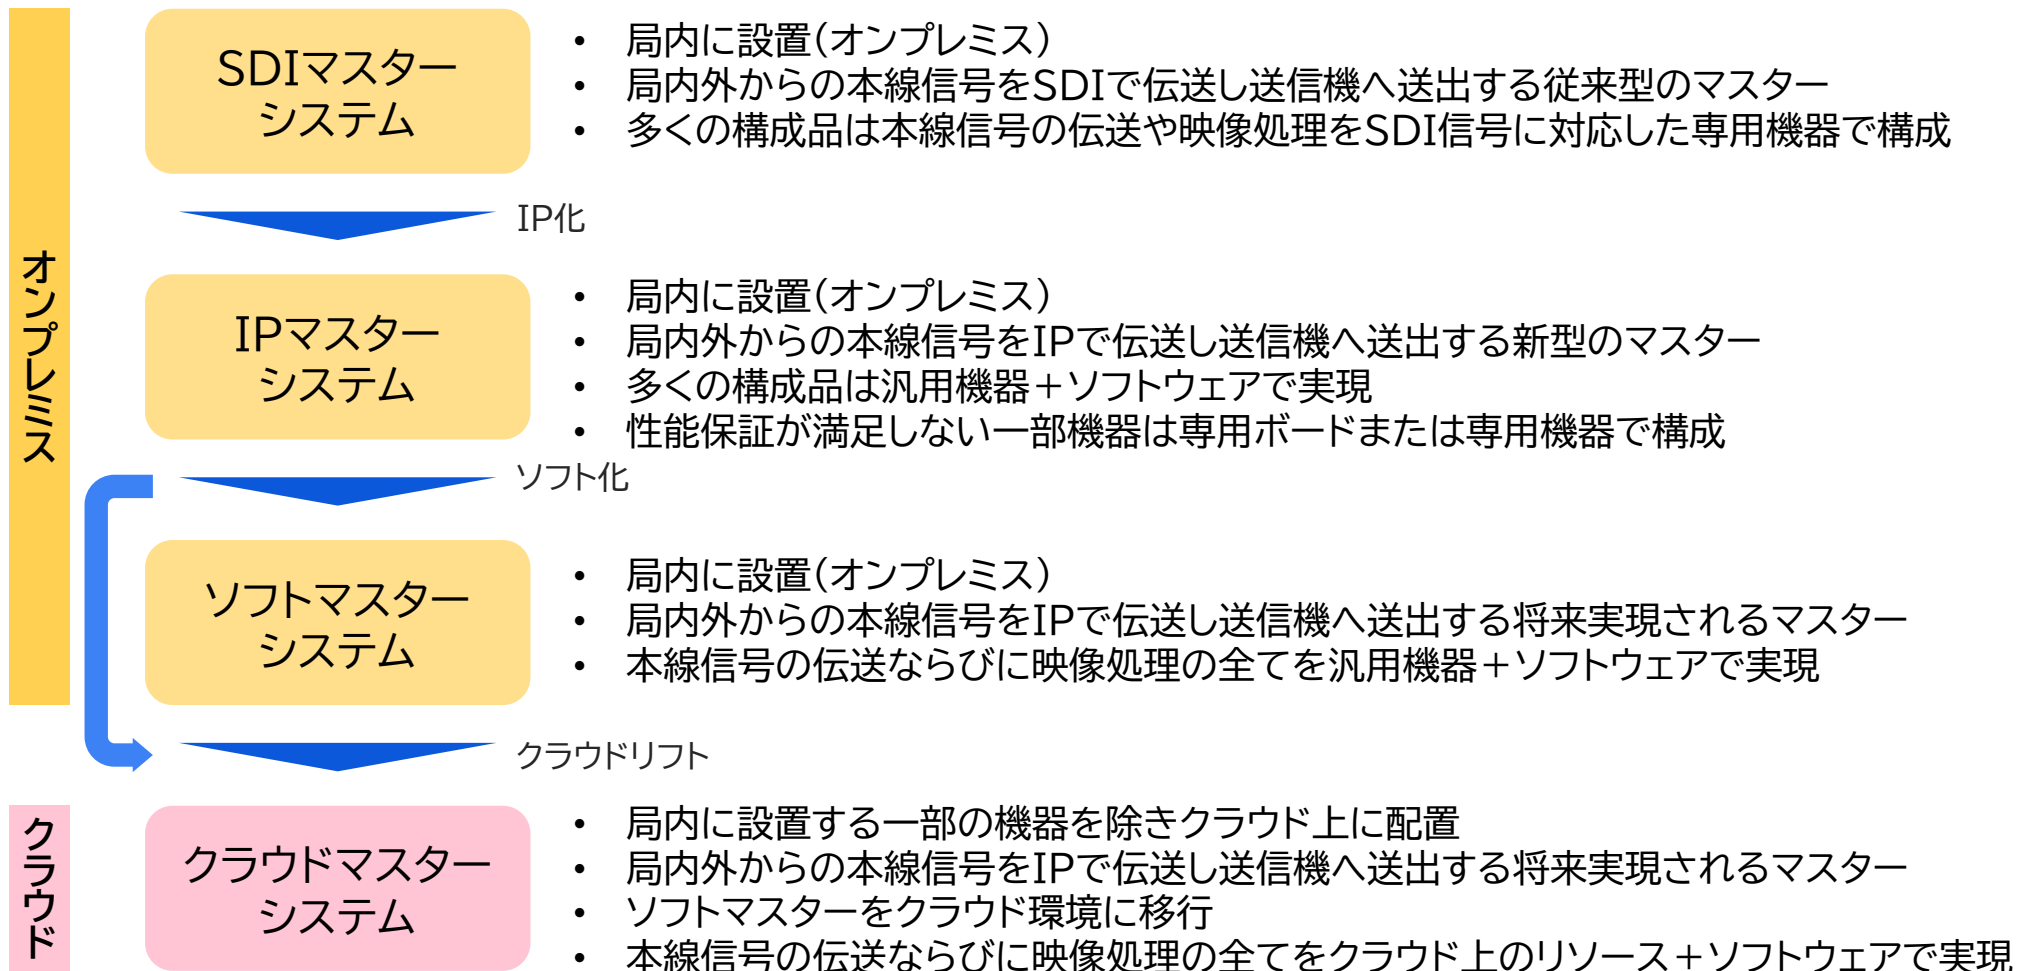 オンプレミス
SDIマスター
システム
• 局内に設置(オンプレミス)
• 局内外からの本線信号をSDIで伝送し送信機へ送出する従来型のマスター
• 多くの構成品は本線信号の伝送や映像処理をSDI信号に対応した専用機器で構成
IP化
IPマスター
システム
• 局内に設置(オンプレミス)
• 局内外からの本線信号をIPで伝送し送信機へ送出する新型のマスター
• 多くの構成品は汎用機器＋ソフトウェアで実現
• 性能保証が満足しない一部機器は専用ボードまたは専用機器で構成
ソフト化
ソフトマスター
システム
• 局内に設置(オンプレミス)
• 局内外からの本線信号をIPで伝送し送信機へ送出する将来実現されるマスター
• 本線信号の伝送ならびに映像処理の全てを汎用機器＋ソフトウェアで実現
クラウドリフト
クラウド
クラウドマスター
システム
• 局内に設置する一部の機器を除きクラウド上に配置
• 局内外からの本線信号をIPで伝送し送信機へ送出する将来実現されるマスター
• ソフトマスターをクラウド環境に移行
• 本線信号の伝送ならびに映像処理の全てをクラウド上のリソース＋ソフトウェアで実現